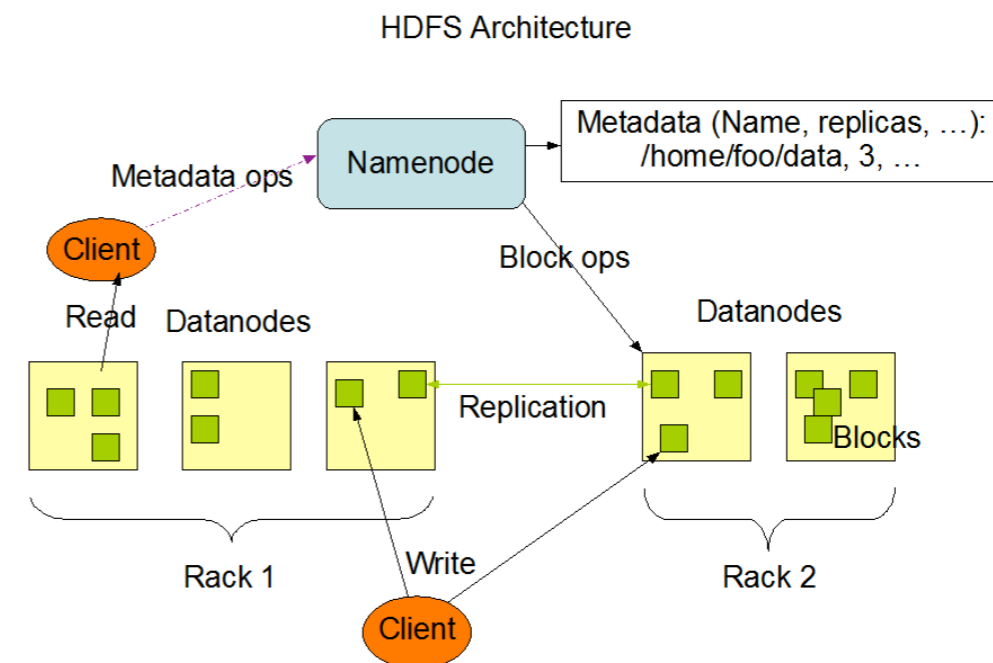 HDFS Architecture
Metadata (Name, replicas, …):
/home/foo/data, 3, …
Namenode
Metadata ops
Client
Block ops
Read
Datanodes
Datanodes
Replication
Blocks
Rack 1
Write
Rack 2
Client